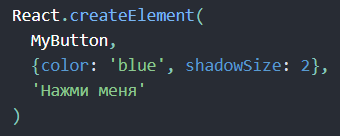 React.createElement(
  MyButton,
  {color: 'blue', shadowSize: 2},
  'Нажми меня'
)